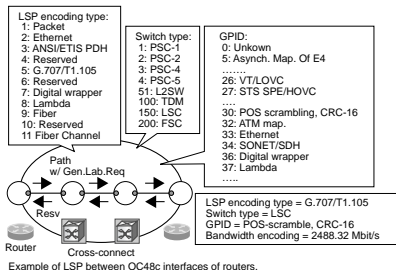 LSP encoding type:
1: Packet
2: Ethernet
3: ANSI/ETIS PDH
4: Reserved
5: G.707/T1.105
6: Reserved
7: Digital wrapper
8: Lambda
9: Fiber
10: Reserved
11 Fiber Channel
Switch type:
1: PSC-1
2: PSC-2
3: PSC-4
4: PSC-5
51: L2SW
100: TDM
150: LSC
200: FSC
GPID:
0: Unkown
5: Asynch. Map. Of E4
.......
26: VT/LOVC
27: STS SPE/HOVC
....
30: POS scrambling, CRC-16
32: ATM map.
33: Ethernet
34: SONET/SDH
36: Digital wrapper
37: Lambda
.....
Path
w/ Gen.Lab.Req
Resv
LSP encoding type = G.707/T1.105
Switch type = LSC
GPID = POS-scramble, CRC-16
Bandwidth encoding = 2488.32 Mbit/s
Router
Cross-connect
Example of LSP between OC48c interfaces of routers.